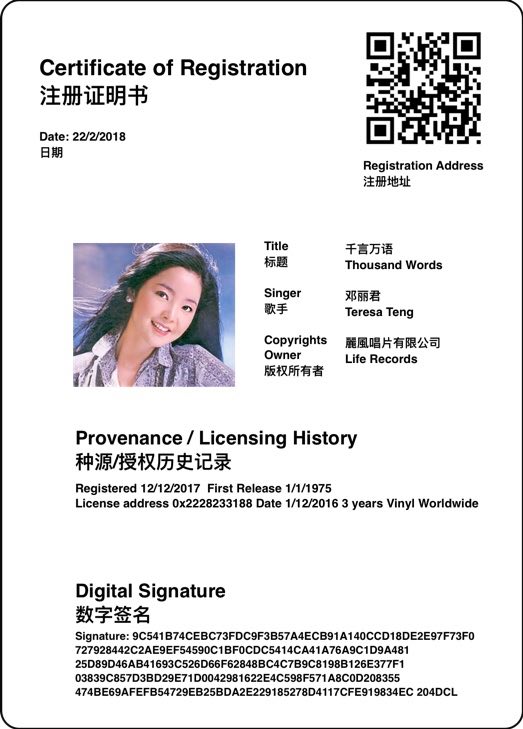 Certificate of Registration
注册证明书
Date: 22/2/2018
日期
Registration Address
注册地址
Title
标题
千言万语
Thousand Words
Singer
歌手
邓丽君
Teresa Teng
Copyrights
Owner
版权所有者
麗風唱片有限公司
Life Records
Provenance / Licensing History
种源/授权历史记录
Registered 12/12/2017  First Release 1/1/1975
License address 0x2228233188 Date 1/12/2016 3 years Vinyl Worldwide
Digital Signature
数字签名
Signature: 9C541B74CEBC73FDC9F3B57A4ECB91A140CCD18DE2E97F73F0
727928442C2AE9EF54590C1BF0CDC5414CA41A76A9C1D9A481
25D89D46AB41693C526D66F62848BC4C7B9C8198B126E377F1
03839C857D3BD29E71D0042981622E4C598F571A8C0D208355
474BE69AFEFB54729EB25BDA2E229185278D4117CFE919834EC 204DCL